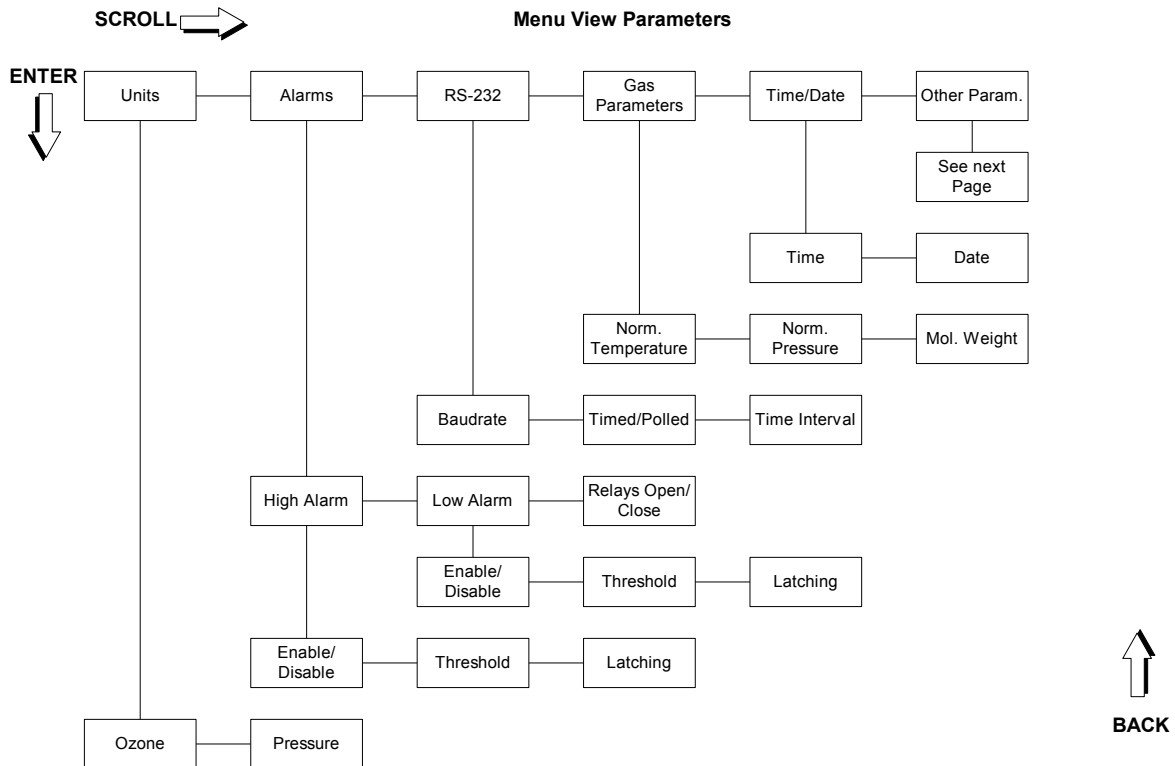 SCROLL
Menu View Parameters
ENTER
Units
Alarms
RS-232
Gas
Parameters
Time/Date
Other Param.
See next
Page
Time
Date
Norm.
Temperature
Norm.
Pressure
Mol. Weight
Baudrate
Timed/Polled
Time Interval
High Alarm
Low Alarm
Relays Open/
Close
Enable/
Disable
Threshold
Latching
Enable/
Disable
Threshold
Latching
Ozone
Pressure
BACK